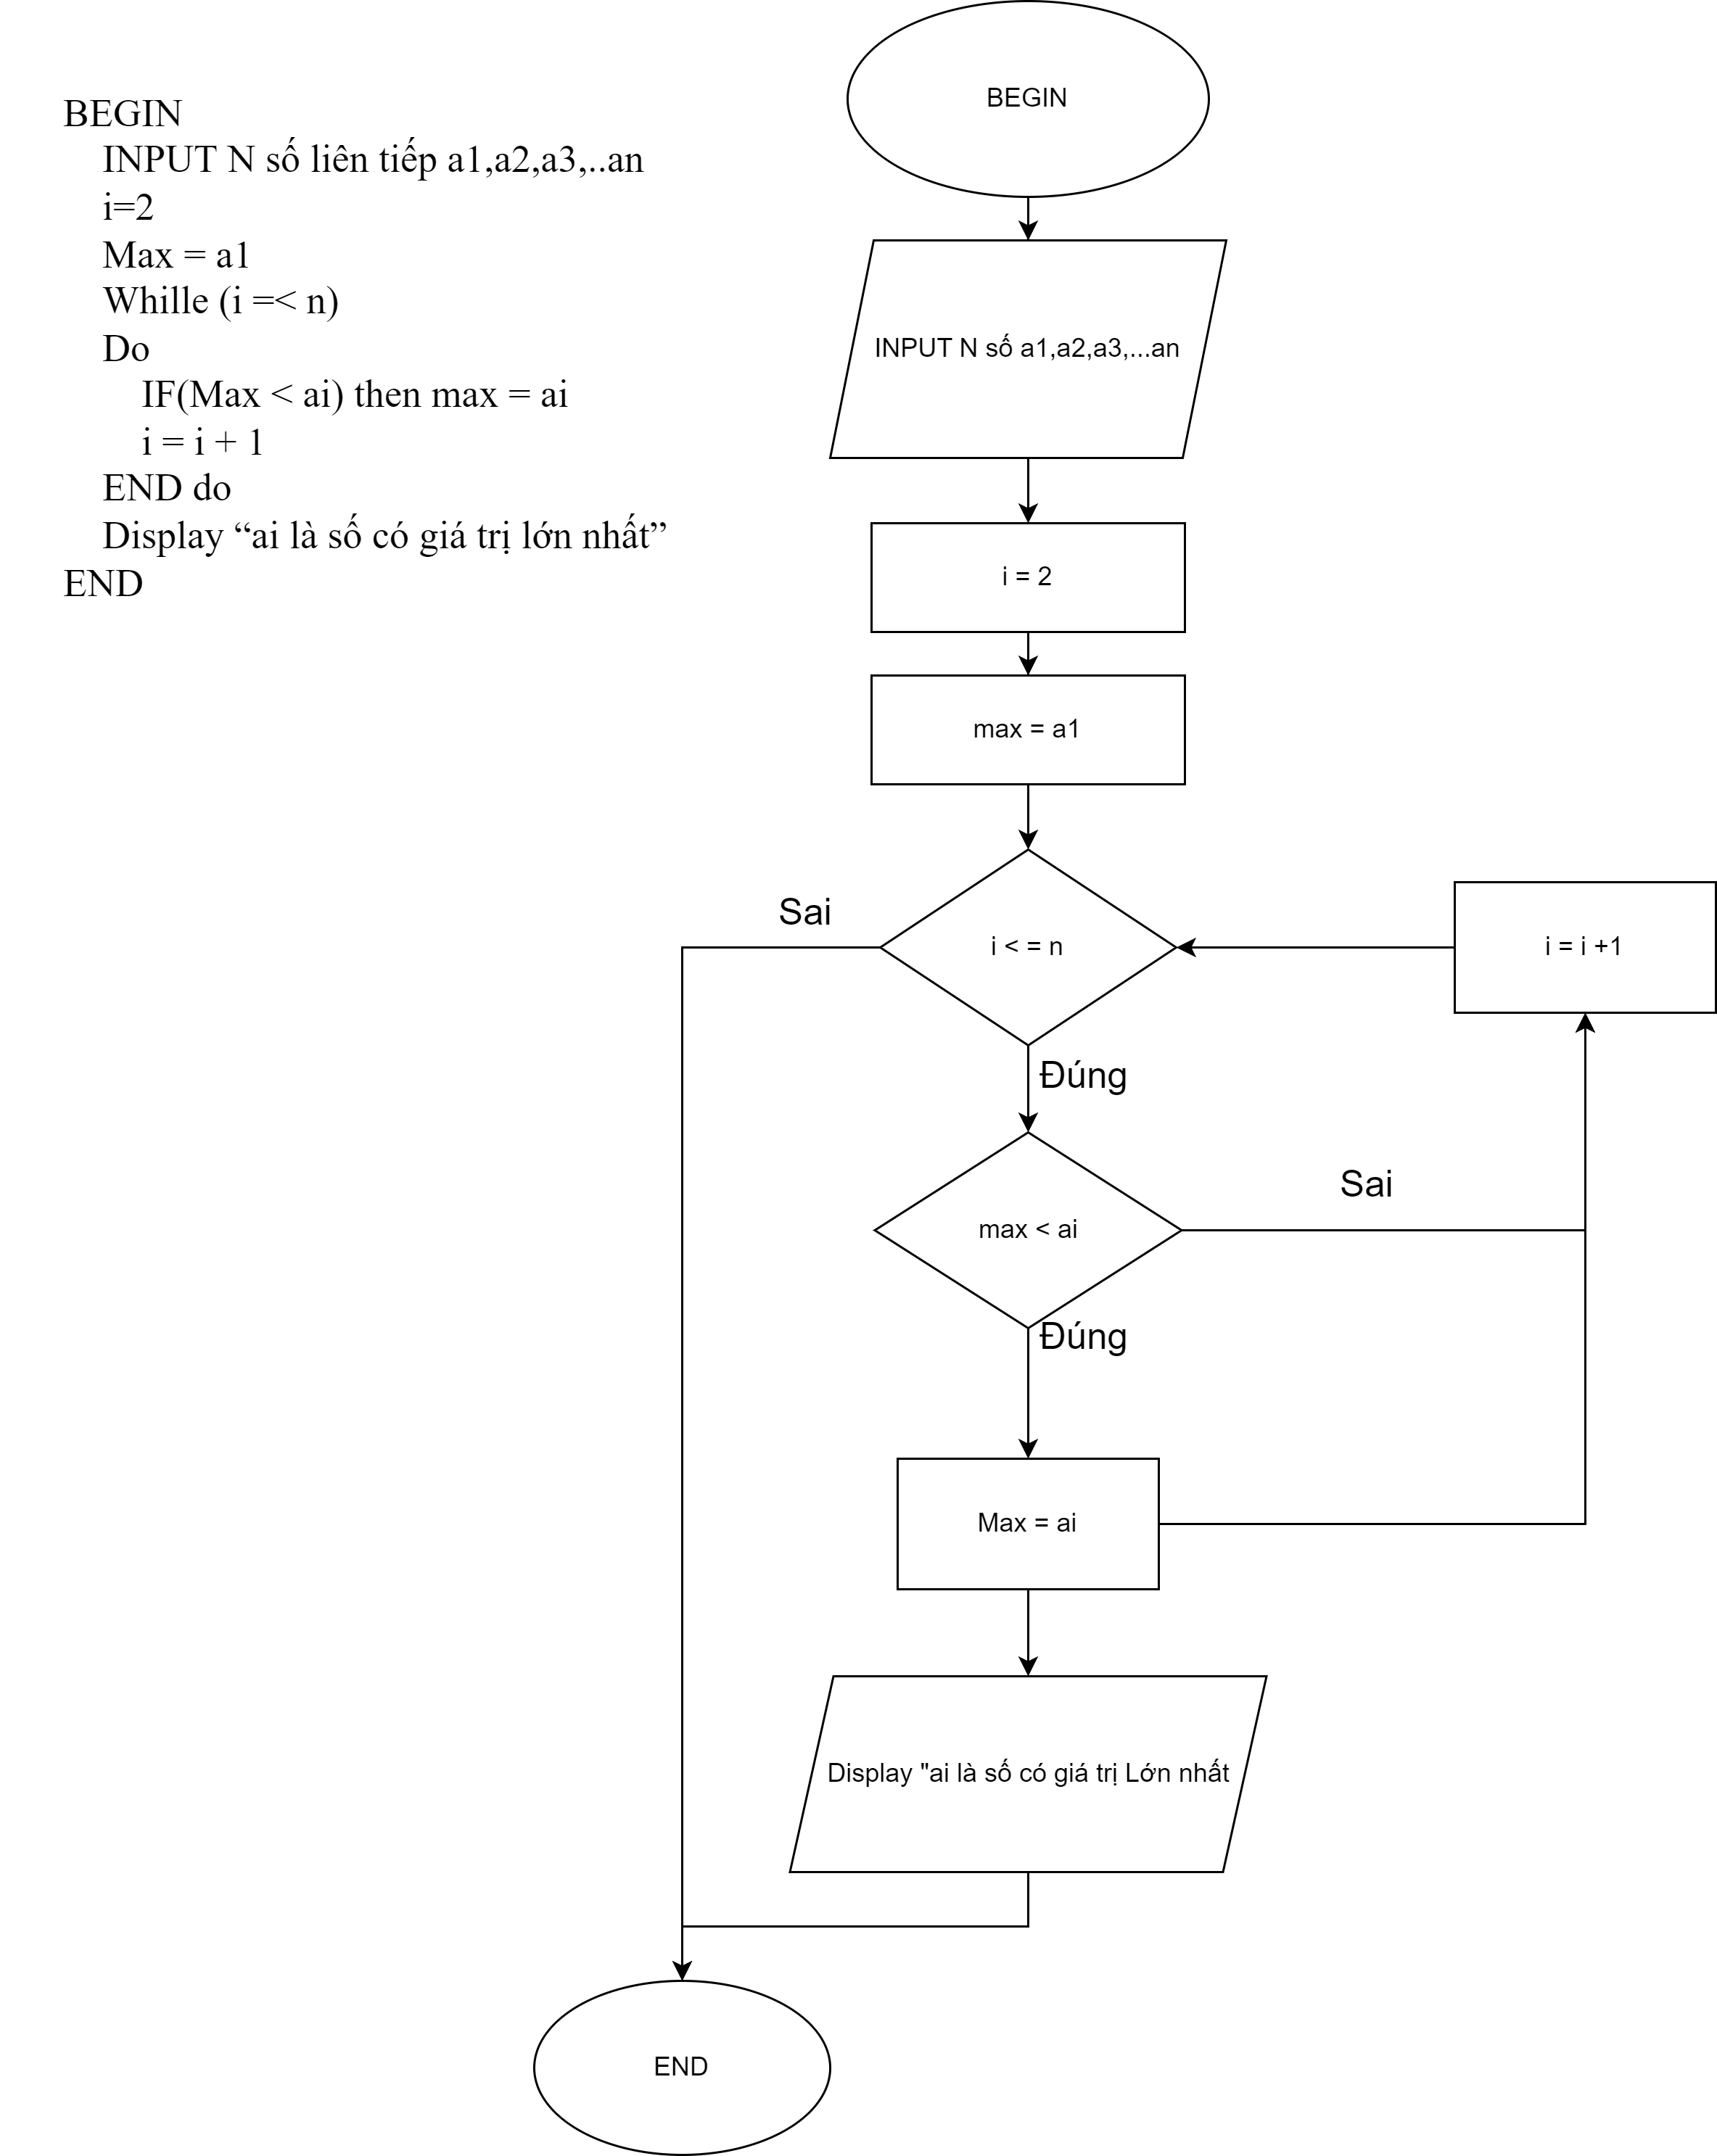 BEGIN
INPUT N số liên tiếp a1,a2,a3,..an
i=2
Max = a1
Whille (i =< n)
Do
IF(Max < ai) then max = ai
i = i + 1
END do
Display “ai là số có giá trị lớn nhất”
END
BEGIN
INPUT N số a1,a2,a3,...an
i = 2
max = a1
Sai
i < = n
i = i +1
Đúng
Sai
max < ai
Đúng
Max = ai
Display "ai là số có giá trị Lớn nhất
END